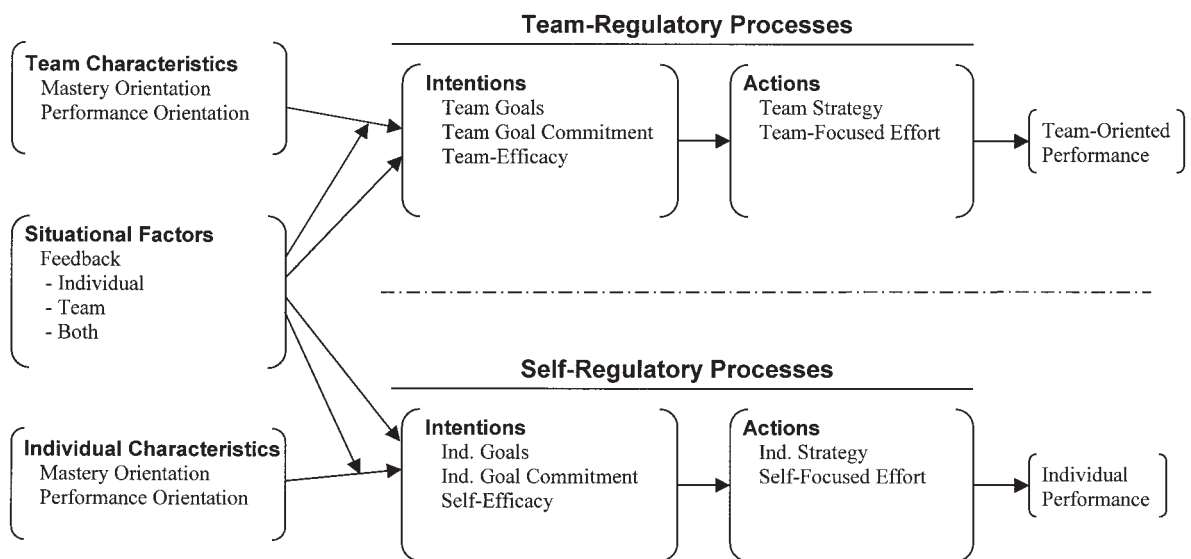 Team-Regulatory Processes
Team Characteristics
Mastery Orientation
Performance Orientation
Intentions
Team Goals
Team Goal Commitment
Team-Efficacy
Actions
Team Strategy
Team-Focused Effort
Team-Oriented
Performance
Situational Factors
Feedback
- Individual
- Team
- Both
Self-Regulatory Processes
Individual Characteristics
Mastery Orientation
Performance Orientation
Intentions
Ind. Goals
Ind. Goal Commitment
Self-Efficacy
Actions
Ind. Strategy
Self-Focused Effort
Individual
Performance